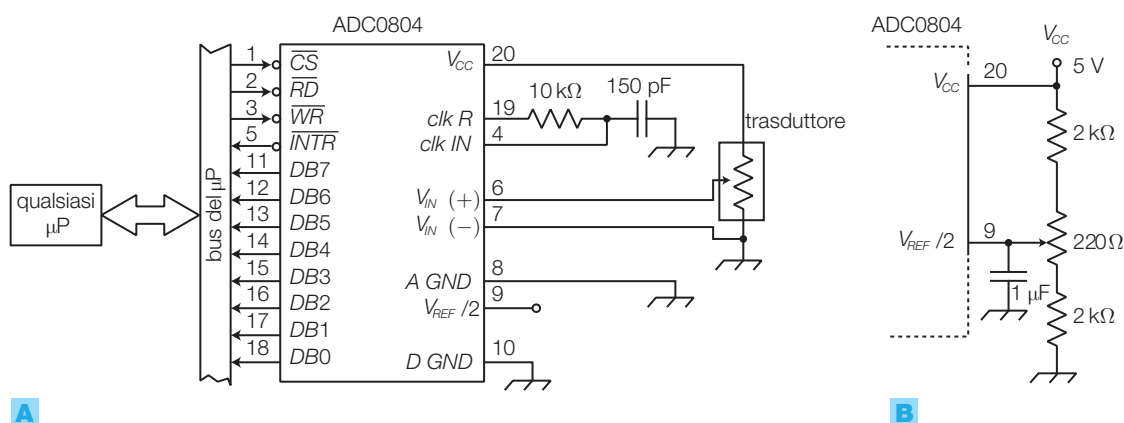 ADC0804
1 CS
2 RD
3 WR
5 INTR
11 DB7
12 DB6
13 DB5
14 DB4
15 DB3
16 DB2
17 DB1
18 DB0
qualsiasi
μP
bus del μP
VCC 20
clk R 19
clk IN 4
10 kΩ
150 pF
trasduttore
VIN (+) 6
VIN (−) 7
A GND 8
VREF /2 9
D GND 10
A
ADC0804
VCC
5 V
VCC 20
2 kΩ
VREF /2 9
220 Ω
1 μF
2 kΩ
B